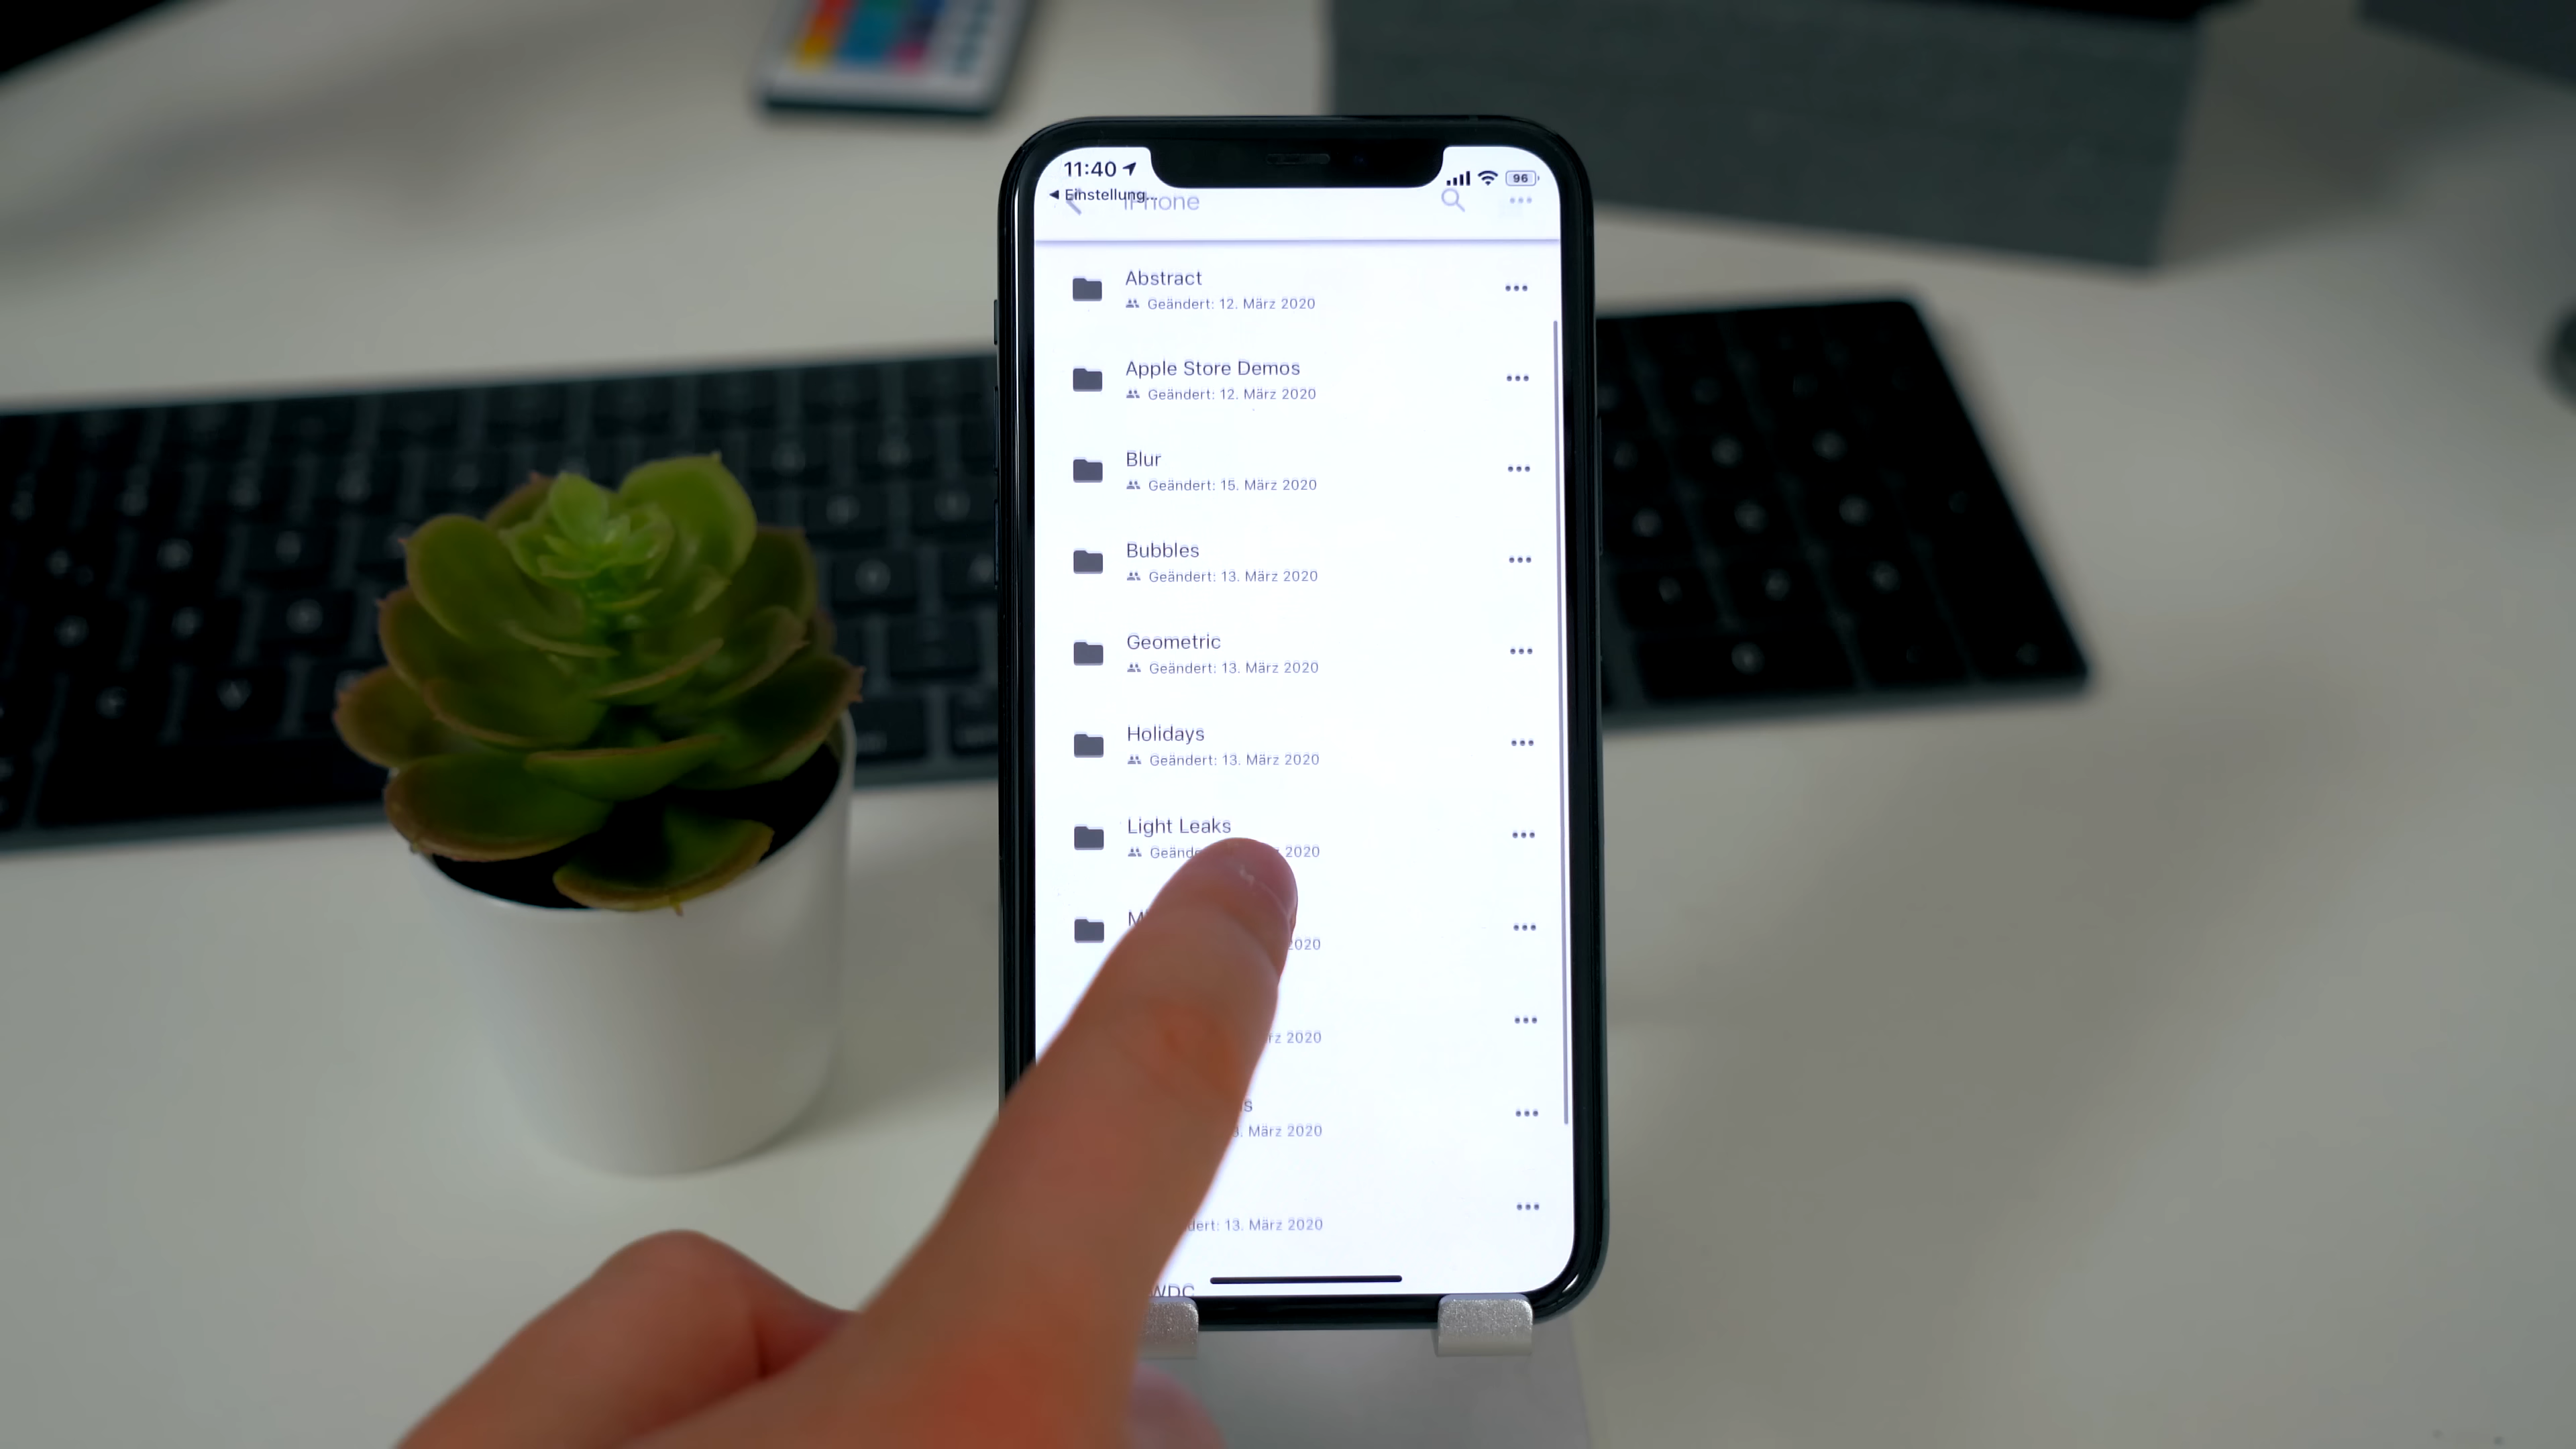 11:40
96
Einstellung...
iPhone
Abstract
Geändert: 12. März 2020
Apple Store Demos
Geändert: 12. März 2020
Blur
Geändert: 15. März 2020
Bubbles
Geändert: 13. März 2020
Geometric
Geändert: 13. März 2020
Holidays
Geändert: 13. März 2020
Light Leaks
2020
2020
2020
März 2020
13. März 2020